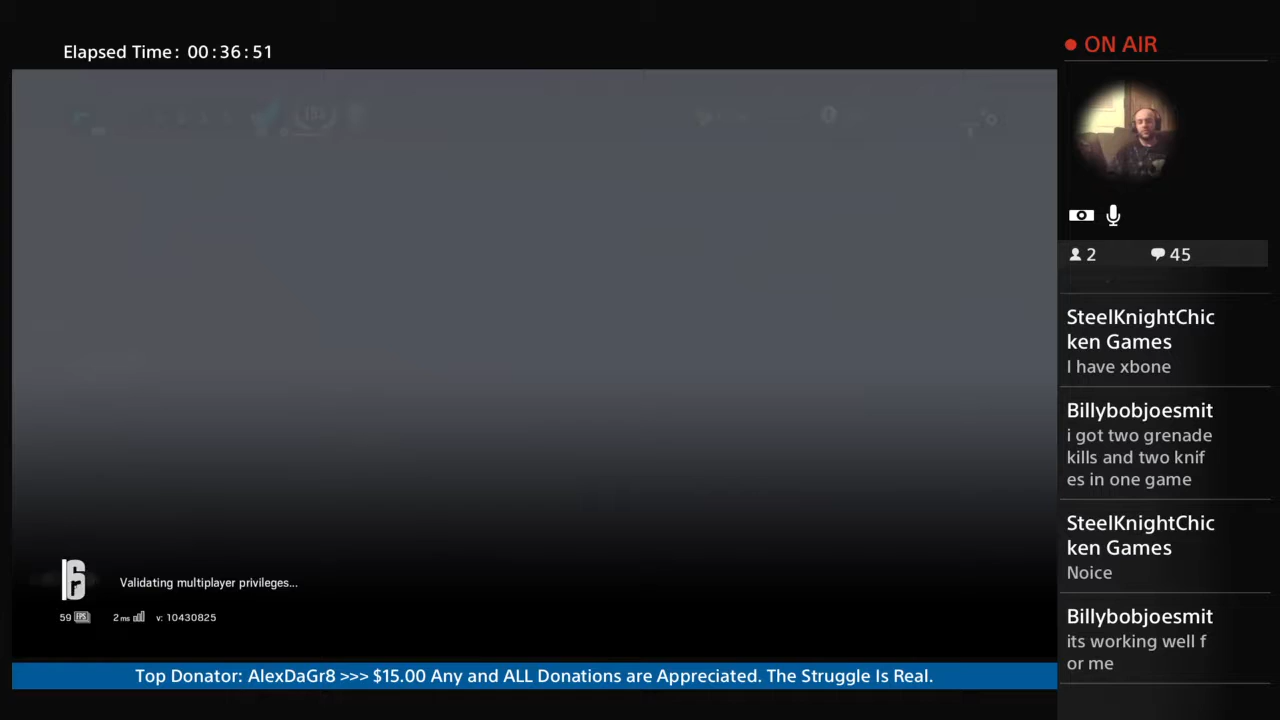 Elapsed Time: 00:36:51
ON AIR
2
45
SteelKnightChic
ken Games
I have xbone
Billybobjoesmit
i got two grenade
kills and two knif
es in one game
SteelKnightChic
ken Games
Noice
Billybobjoesmit
its working well f
or me
Validating multiplayer privileges...
59 FPS 2 ms v: 10430825
Top Donator: AlexDaGr8 >>> $15.00 Any and ALL Donations are Appreciated. The Struggle Is Real.